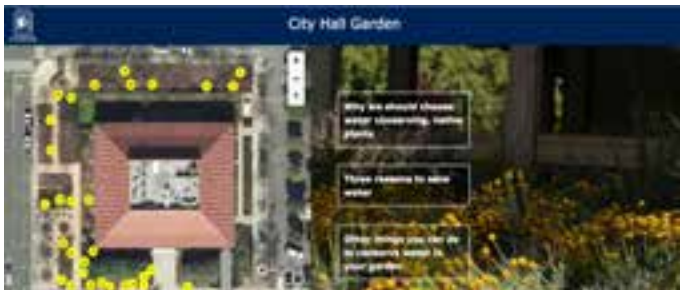 City Hall Garden
Why we should choose
water conserving, native
plants
Three reasons to save
water
Other things you can do
to conserve water in
your garden